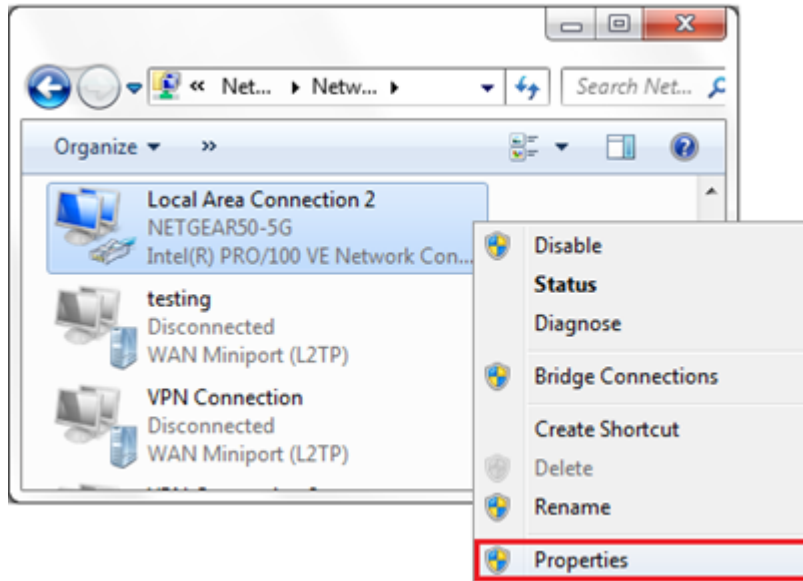 « Net... Netw...
Search Net...
Organize »
Local Area Connection 2
NETGEAR50-5G
Intel(R) PRO/100 VE Network Con...
testing
Disconnected
WAN Miniport (L2TP)
VPN Connection
Disconnected
WAN Miniport (L2TP)
Disable
Status
Diagnose
Bridge Connections
Create Shortcut
Delete
Rename
Properties